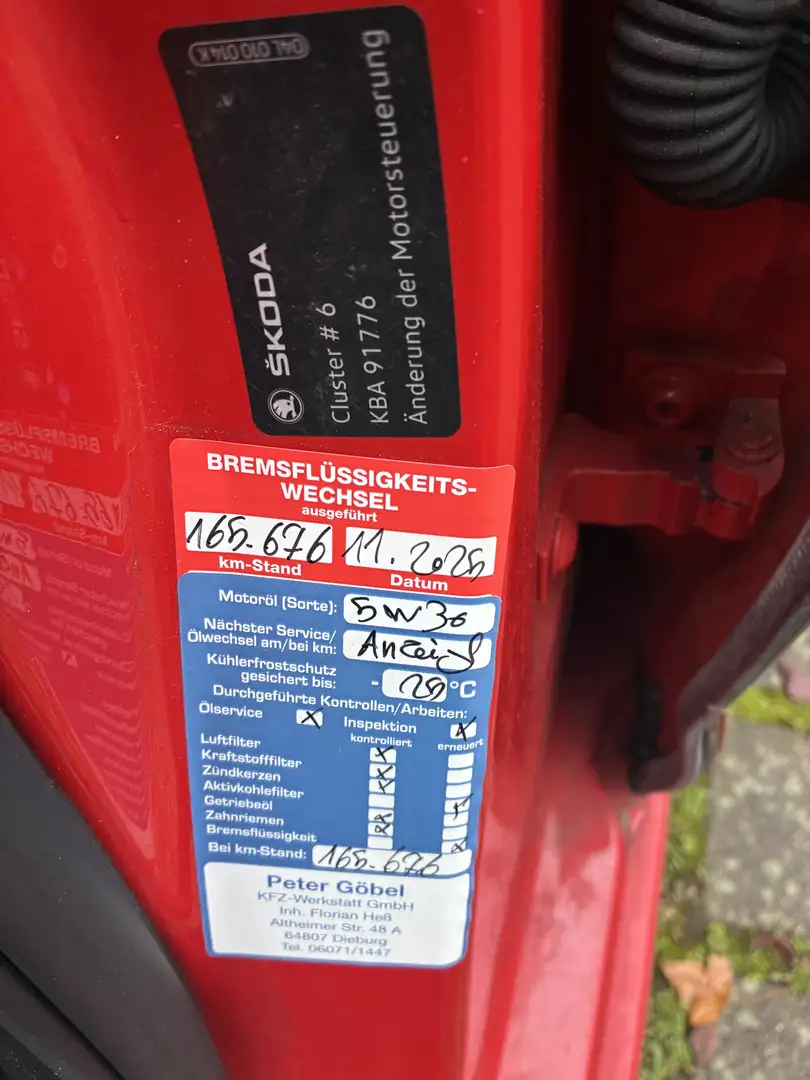 04L 010 014 K
ŠKODA
Cluster # 6
KBA 91776
Änderung der Motorsteuerung
BREMSFLÜSSIGKEITS-
WECHSEL
ausgeführt
165.676 11.2025
km-Stand Datum
Motoröl (Sorte): 5W30
Nächster Service/
Ölwechsel am/bei km: Anzeige
Kühlerfrostschutz
gesichert bis: - 25 °C
Durchgeführte Kontrollen/Arbeiten:
Ölservice X Inspektion X
kontrolliert erneuert
Luftfilter X
Kraftstofffilter X
Zündkerzen
Aktivkohlefilter X
Getriebeöl
Zahnriemen X
Bremsflüssigkeit X
Bei km-Stand: 165.676
Peter Göbel
KFZ-Werkstatt GmbH
Inh. Florian Heß
Altheimer Str. 48 A
64807 Dieburg
Tel. 06071/1447